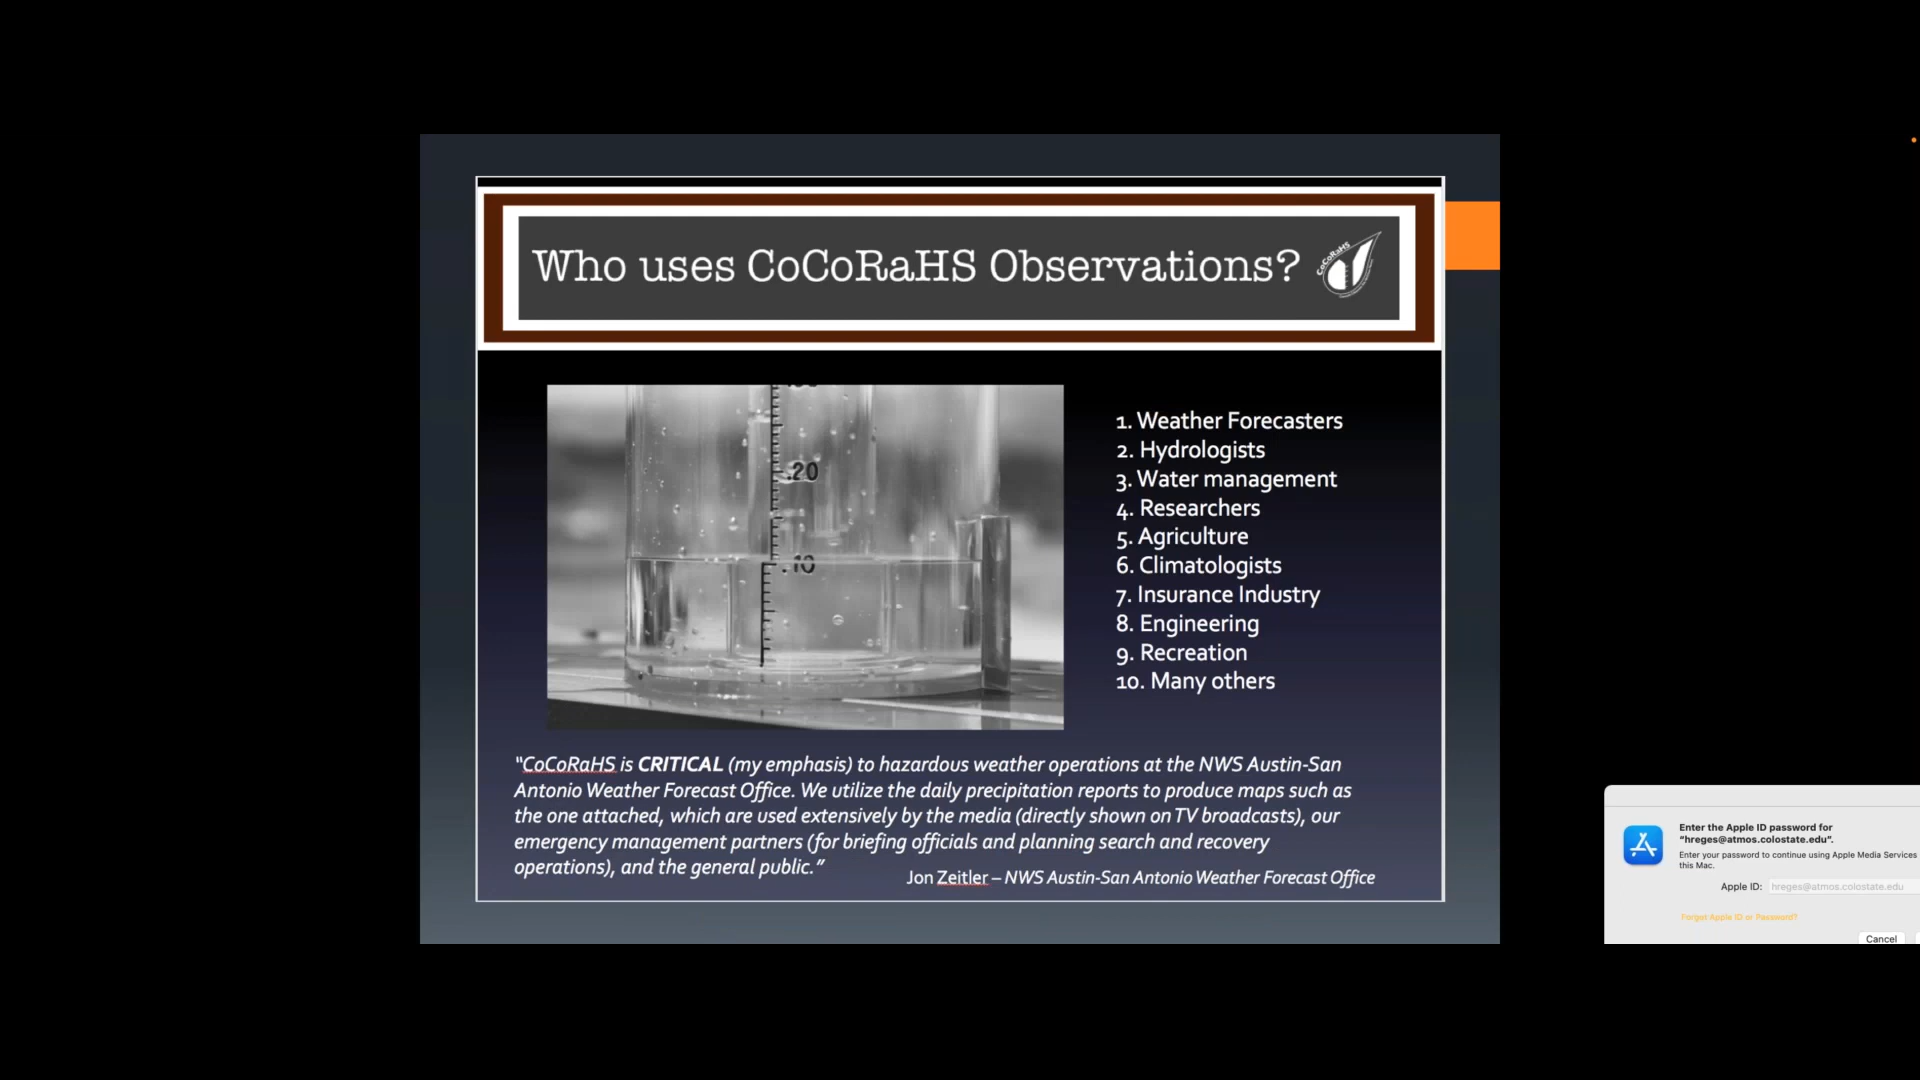 Who uses CoCoRaHS Observations?
CoCoRaHS
.20
.10
1. Weather Forecasters
2. Hydrologists
3. Water management
4. Researchers
5. Agriculture
6. Climatologists
7. Insurance Industry
8. Engineering
9. Recreation
10. Many others
“CoCoRaHS is CRITICAL (my emphasis) to hazardous weather operations at the NWS Austin-San
Antonio Weather Forecast Office. We utilize the daily precipitation reports to produce maps such as
the one attached, which are used extensively by the media (directly shown on TV broadcasts), our
emergency management partners (for briefing officials and planning search and recovery
operations), and the general public.”
Jon Zeitler – NWS Austin-San Antonio Weather Forecast Office
Enter the Apple ID password for
“hreges@atmos.colostate.edu”.
Enter your password to continue using Apple Media Services
this Mac.
Apple ID: hreges@atmos.colostate.edu
Forget Apple ID or Password?
Cancel